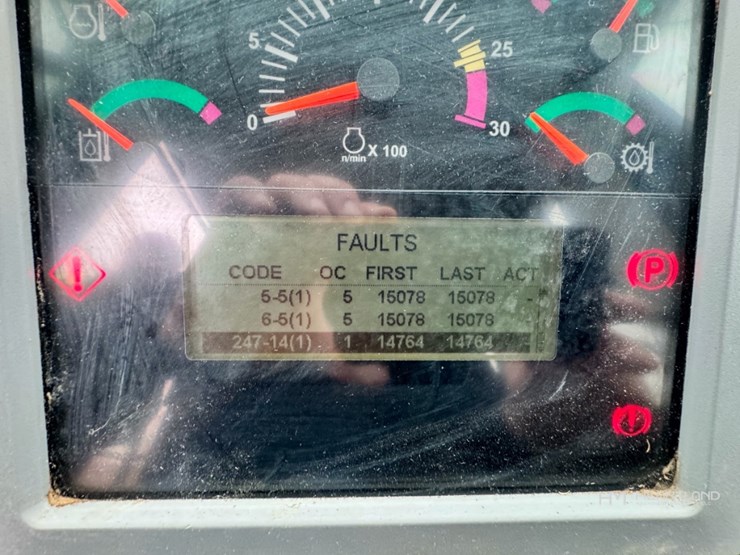 5
25
0
30
n/min X 100
FAULTS
CODE OC FIRST LAST ACT
5-5(1) 5 15078 15078 -
6-5(1) 5 15078 15078
247-14(1) 1 14764 14764
P